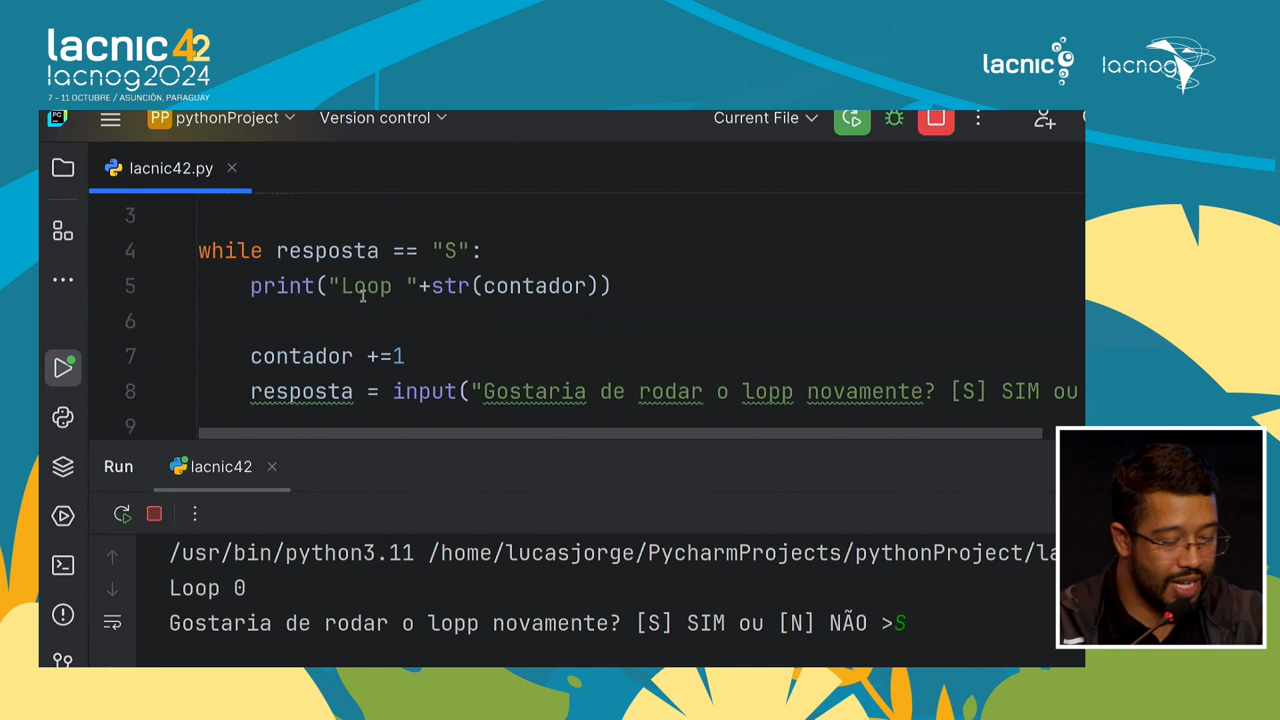 lacnic 42
lacnog2024
7 - 11 OCTUBRE / ASUNCIÓN, PARAGUAY
lacnic
lacnog
PC
PP pythonProject
Version control
Current File
lacnic42.py
3
4 while resposta == "S":
5 print("Loop "+str(contador))
6
7 contador +=1
8 resposta = input("Gostaria de rodar o lopp novamente? [S] SIM ou
9
Run
lacnic42
/usr/bin/python3.11 /home/lucasjorge/PycharmProjects/pythonProject/la
Loop 0
Gostaria de rodar o lopp novamente? [S] SIM ou [N] NÃO >S